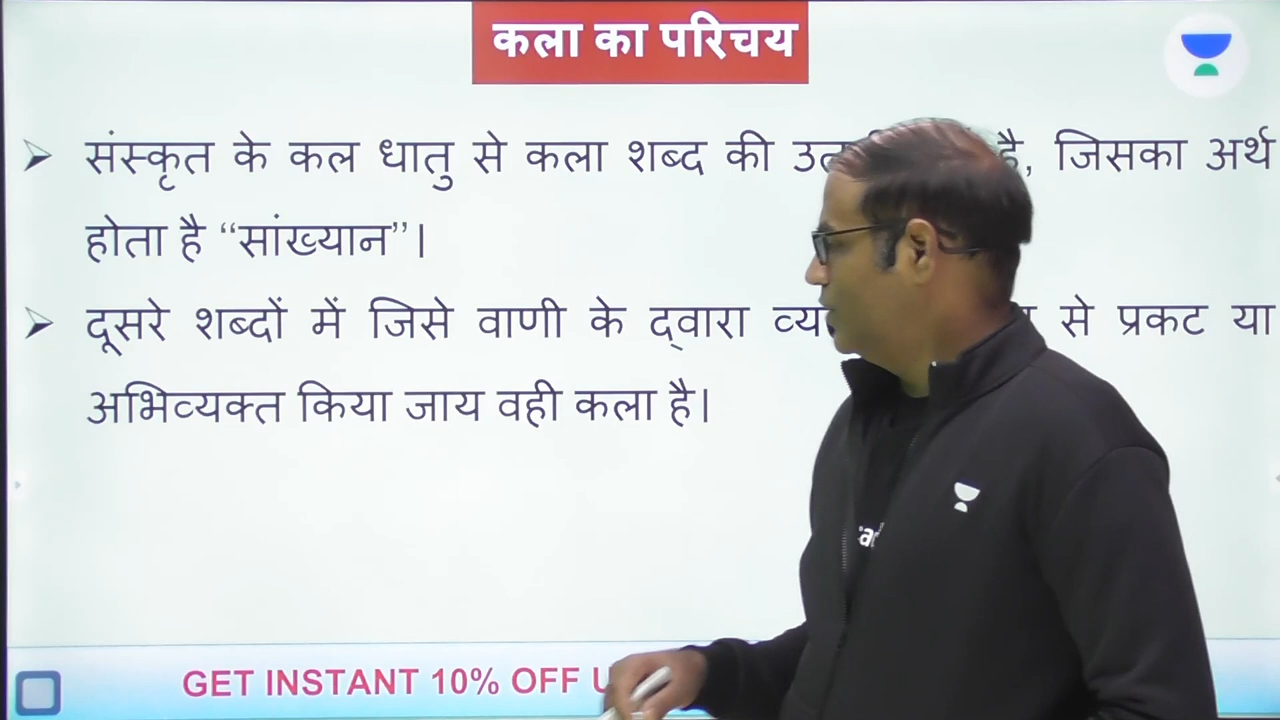 कला का परिचय
संस्कृत के कल धातु से कला शब्द की है, जिसका अर्थ
होता है “सांख्यान”।
दूसरे शब्दों में जिसे वाणी के द्वारा से प्रकट या
अभिव्यक्त किया जाय वही कला है।
GET INSTANT 10% OFF